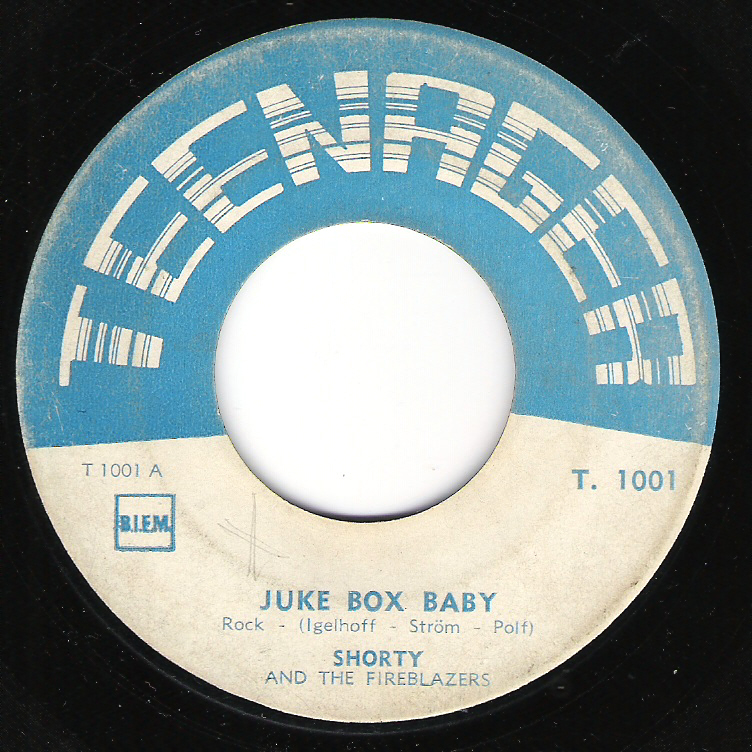 TEENAGER
T 1001 A
T. 1001
B.I.E.M.
JUKE BOX BABY
Rock - (Igelhoff - Ström - Polf)
SHORTY
AND THE FIREBLAZERS